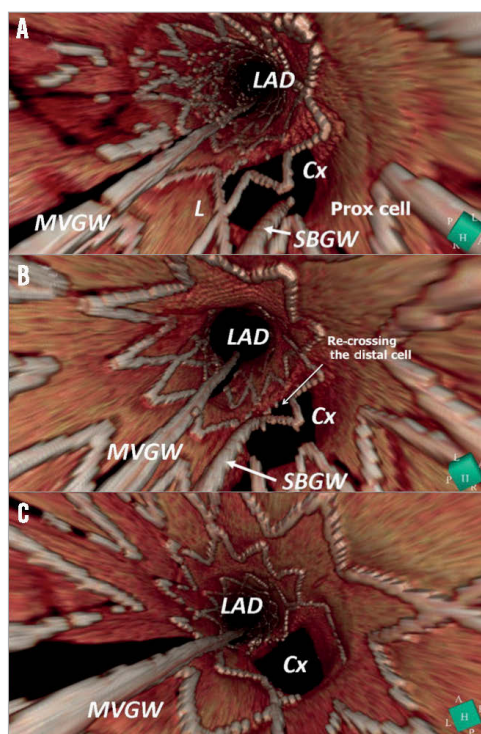 A
LAD
Cx
L
Prox cell
MVGW
SBGW
H
B
LAD
Re-crossing
the distal cell
Cx
MVGW
SBGW
H
C
LAD
Cx
MVGW
A
H
L